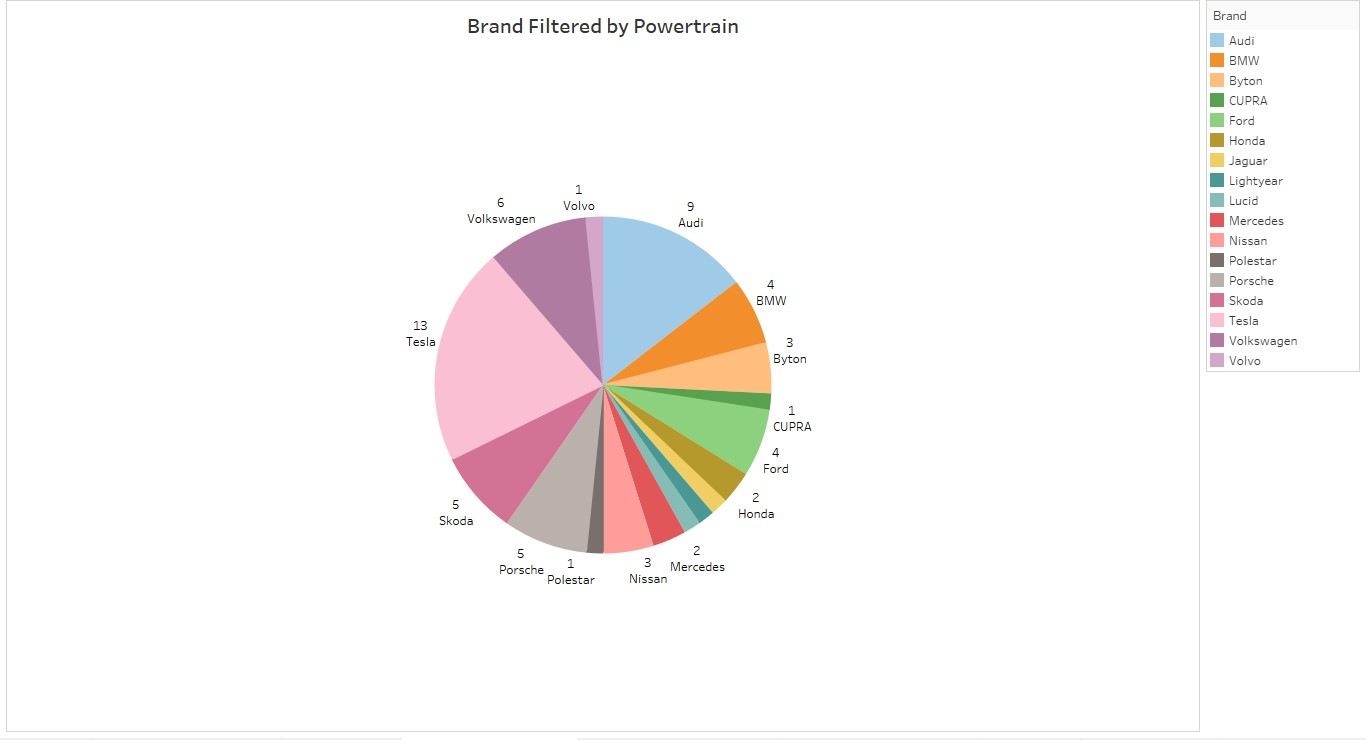 Brand Filtered by Powertrain
1
Volvo
9
Audi
4
BMW
3
Byton
1
CUPRA
4
Ford
2
Honda
2
Mercedes
3
Nissan
1
Polestar
5
Porsche
5
Skoda
13
Tesla
6
Volkswagen
Brand
Audi
BMW
Byton
CUPRA
Ford
Honda
Jaguar
Lightyear
Lucid
Mercedes
Nissan
Polestar
Porsche
Skoda
Tesla
Volkswagen
Volvo